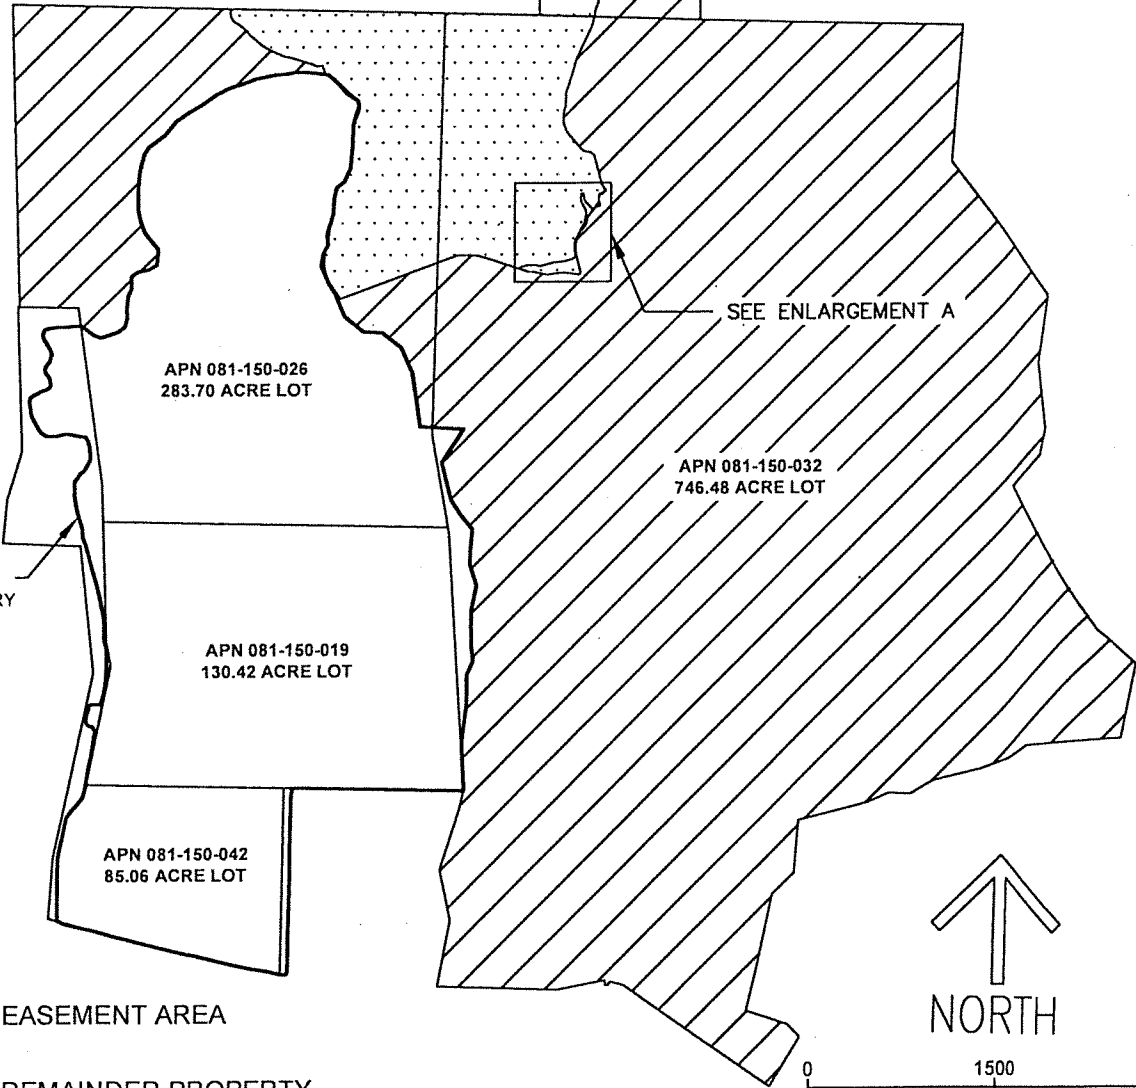 SEE ENLARGEMENT A
APN 081-150-026
283.70 ACRE LOT
APN 081-150-032
746.48 ACRE LOT
APN 081-150-019
130.42 ACRE LOT
APN 081-150-042
85.06 ACRE LOT
EASEMENT AREA
NORTH
REMAINDER PROPERTY
0
1500